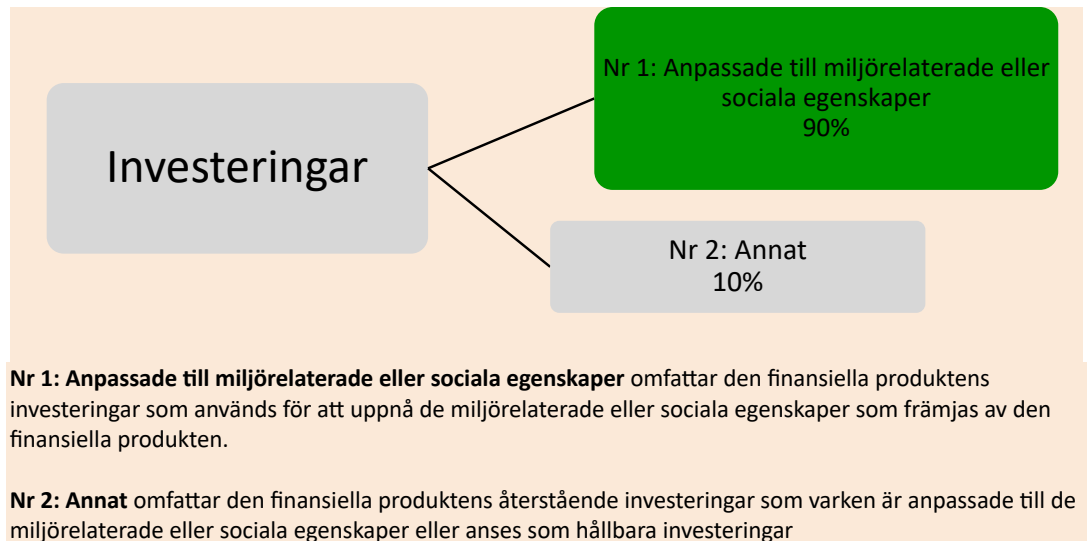 Investeringar
Nr 1: Anpassade till miljörelaterade eller
sociala egenskaper
90%
Nr 2: Annat
10%
Nr 1: Anpassade till miljörelaterade eller sociala egenskaper omfattar den finansiella produktens
investeringar som används för att uppnå de miljörelaterade eller sociala egenskaper som främjas av den
finansiella produkten.
Nr 2: Annat omfattar den finansiella produktens återstående investeringar som varken är anpassade till de
miljörelaterade eller sociala egenskaper eller anses som hållbara investeringar